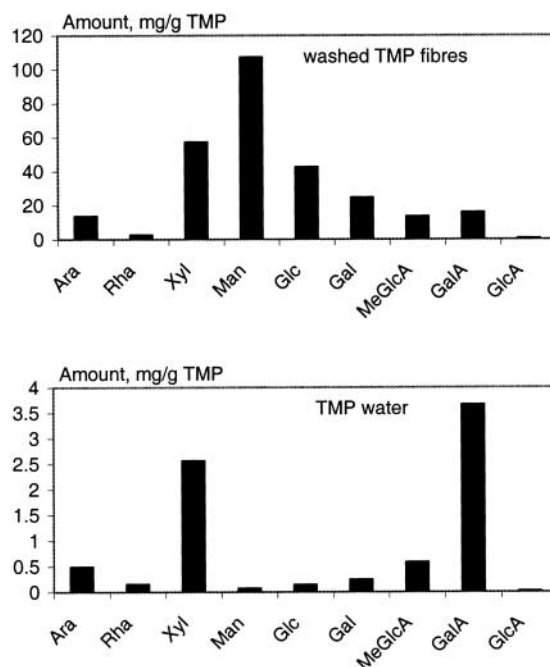 Amount, mg/g TMP
120
100
80
60
40
20
0
washed TMP fibres
Ara Rha Xyl Man Glc Gal MeGlcA GalA GlcA
Amount, mg/g TMP
4
3.5
3
2.5
2
1.5
1
0.5
0
TMP water
Ara Rha Xyl Man Glc Gal MeGlcA GalA GlcA